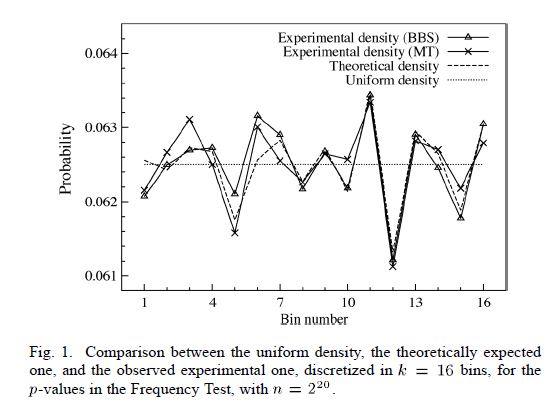 0.064
0.063
0.062
0.061
Probability
Experimental density (BBS)
Experimental density (MT)
Theoretical density
Uniform density
1 4 7 10 13 16
Bin number
Fig. 1. Comparison between the uniform density, the theoretically expected
one, and the observed experimental one, discretized in k = 16 bins, for the
p-values in the Frequency Test, with n = 2²⁰.